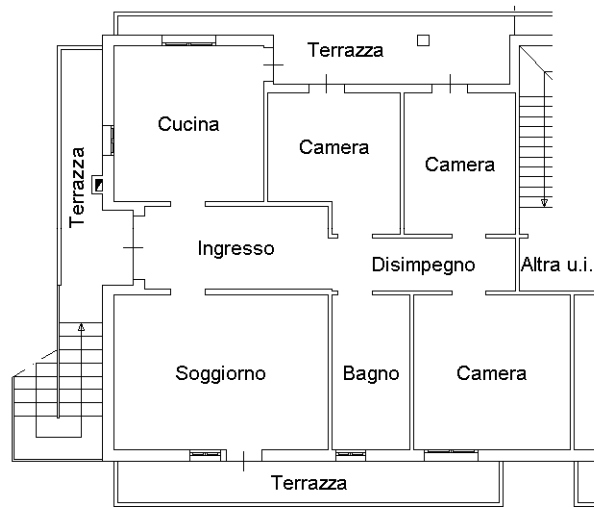 Terrazza
Cucina
Camera
Camera
Terrazza
Ingresso
Disimpegno
Altra u.i.
Soggiorno
Bagno
Camera
Terrazza